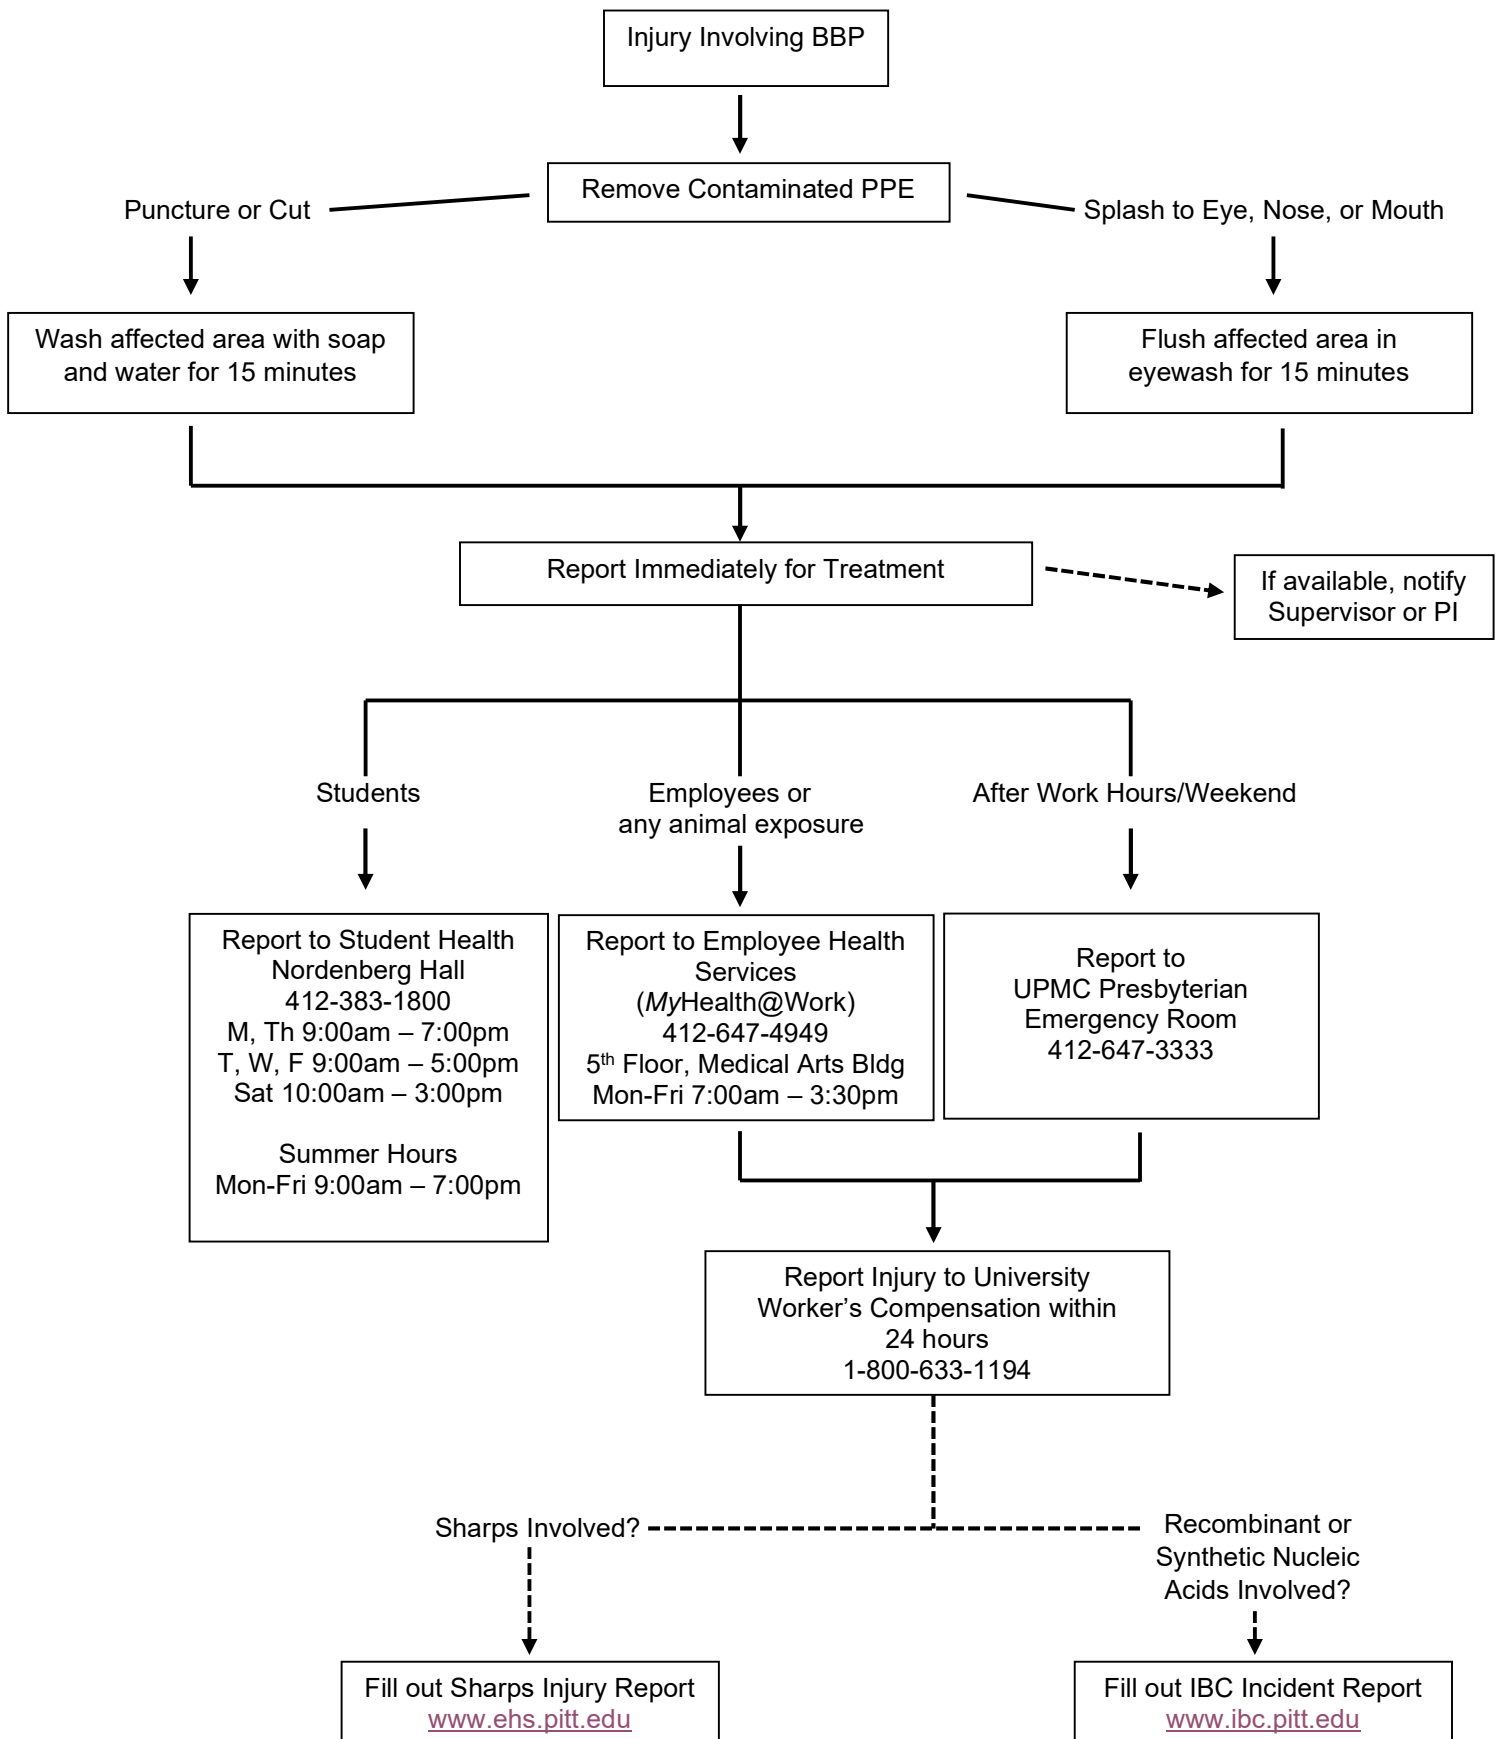 Injury Involving BBP
Remove Contaminated PPE
Puncture or Cut
Splash to Eye, Nose, or Mouth
Wash affected area with soap
and water for 15 minutes
Flush affected area in
eyewash for 15 minutes
Report Immediately for Treatment
If available, notify
Supervisor or PI
Students
Employees or
any animal exposure
After Work Hours/Weekend
Report to Student Health
Nordenberg Hall
412-383-1800
M, Th 9:00am – 7:00pm
T, W, F 9:00am – 5:00pm
Sat 10:00am – 3:00pm
Summer Hours
Mon-Fri 9:00am – 7:00pm
Report to Employee Health
Services
(MyHealth@Work)
412-647-4949
5th Floor, Medical Arts Bldg
Mon-Fri 7:00am – 3:30pm
Report to
UPMC Presbyterian
Emergency Room
412-647-3333
Report Injury to University
Worker’s Compensation within
24 hours
1-800-633-1194
Sharps Involved?
Recombinant or
Synthetic Nucleic
Acids Involved?
Fill out Sharps Injury Report
www.ehs.pitt.edu
Fill out IBC Incident Report
www.ibc.pitt.edu